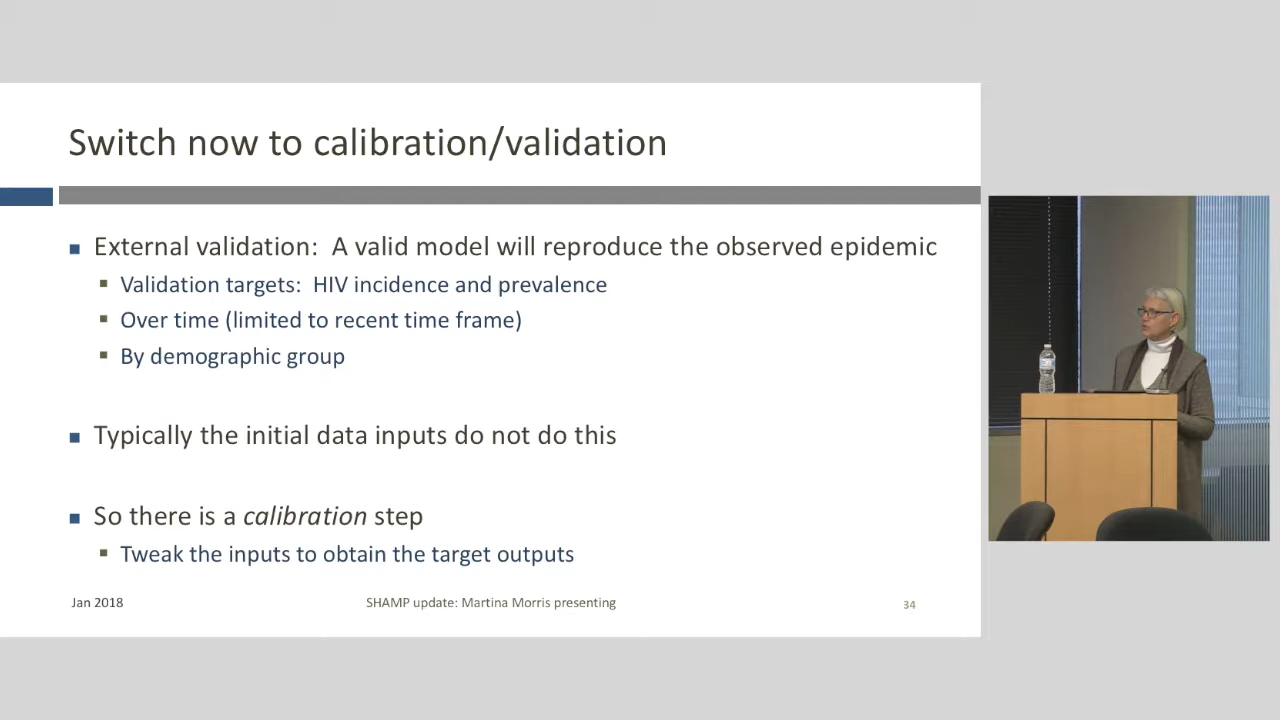 Switch now to calibration/validation
External validation:  A valid model will reproduce the observed epidemic
Validation targets:  HIV incidence and prevalence
Over time (limited to recent time frame)
By demographic group
Typically the initial data inputs do not do this
So there is a calibration step
Tweak the inputs to obtain the target outputs
Jan 2018
SHAMP update: Martina Morris presenting
34